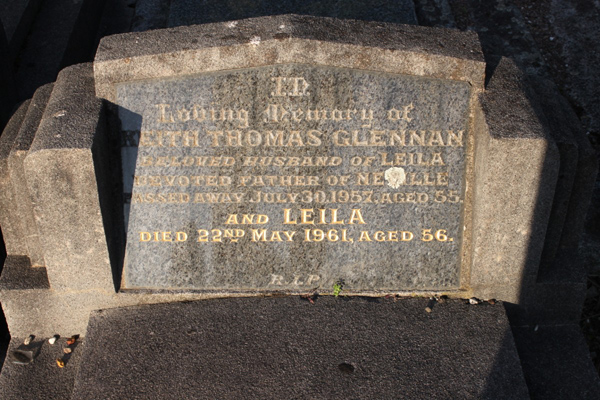 In
Loving Memory of
KEITH THOMAS GLENNAN
BELOVED HUSBAND OF LEILA
DEVOTED FATHER OF NEVILLE
PASSED AWAY JULY 30, 1957, AGED 55.
AND LEILA
DIED 22ND MAY 1961, AGED 56.
R.I.P.